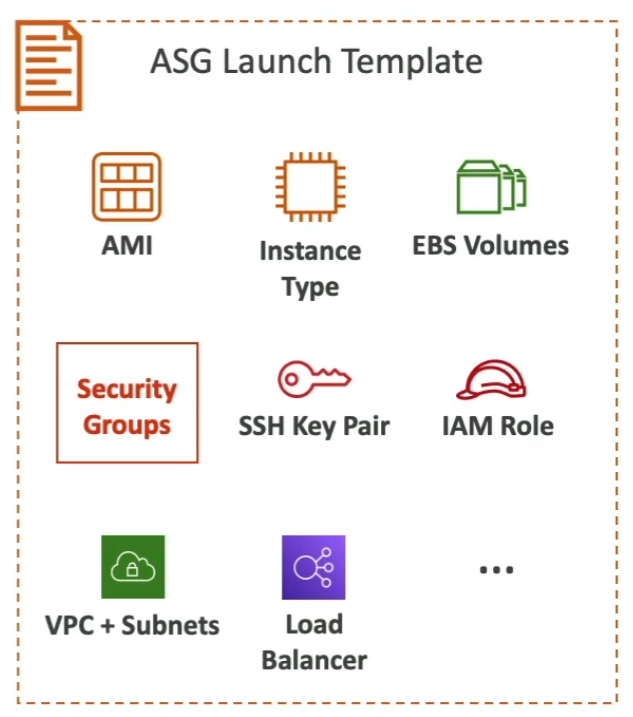 ASG Launch Template
AMI
Instance
Type
EBS Volumes
Security
Groups
SSH Key Pair
IAM Role
VPC + Subnets
Load
Balancer
...